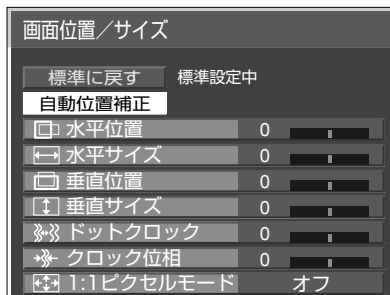 画面位置／サイズ
標準に戻す 標準設定中
自動位置補正
水平位置 0
水平サイズ 0
垂直位置 0
垂直サイズ 0
ドットクロック 0
クロック位相 0
1:1ピクセルモード オフ